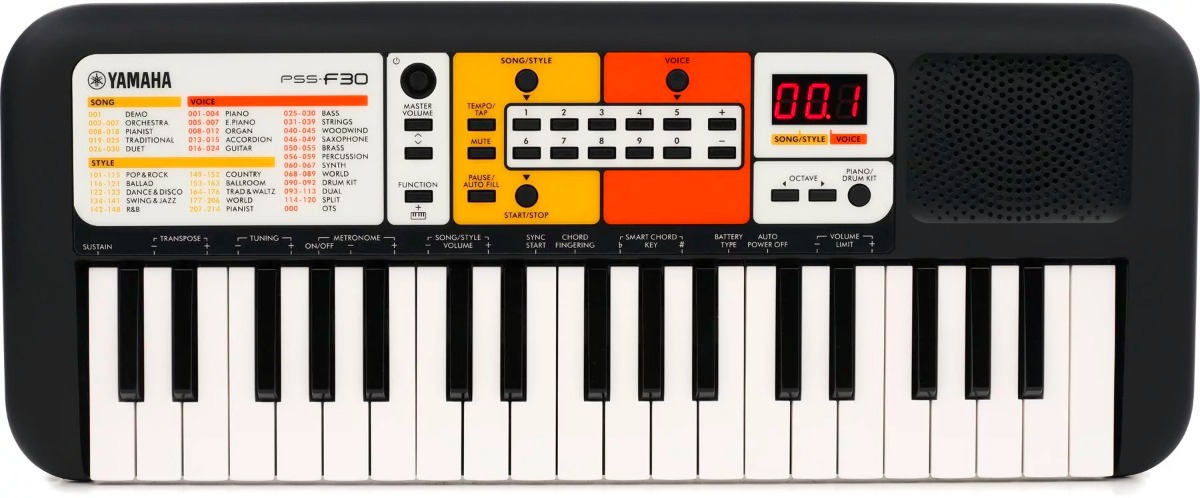 YAMAHA
PSS-F30
SONG
001 DEMO
002-007 ORCHESTRA
008-018 PIANIST
019-025 TRADITIONAL
026-030 DUET
VOICE
001-004 PIANO
005-007 E.PIANO
008-012 ORGAN
013-015 ACCORDION
016-024 GUITAR
025-030 BASS
031-039 STRINGS
040-045 WOODWIND
046-049 SAXOPHONE
050-055 BRASS
056-059 PERCUSSION
060-067 SYNTH
068-089 WORLD
090-092 DRUM KIT
093-113 DUAL
114-120 SPLIT
000 OTS
STYLE
101-115 POP & ROCK
116-121 BALLAD
122-133 DANCE & DISCO
134-141 SWING & JAZZ
142-148 R&B
149-152 COUNTRY
153-163 BALLROOM
164-176 TRAD & WALTZ
177-206 WORLD
207-214 PIANIST
MASTER
VOLUME
FUNCTION
+
SONG/STYLE
VOICE
TEMPO/
TAP
MUTE
PAUSE/
AUTO FILL
1 2 3 4 5 +
6 7 8 9 0 −
START/STOP
001.
SONG/STYLE VOICE
OCTAVE
PIANO/
DRUM KIT
SUSTAIN
− TRANSPOSE +
− TUNING +
METRONOME
ON/OFF − +
− SONG/STYLE +
VOLUME
SYNC
START
CHORD
FINGERING
SMART CHORD
♭ KEY #
BATTERY
TYPE
AUTO
POWER OFF
− VOLUME +
LIMIT